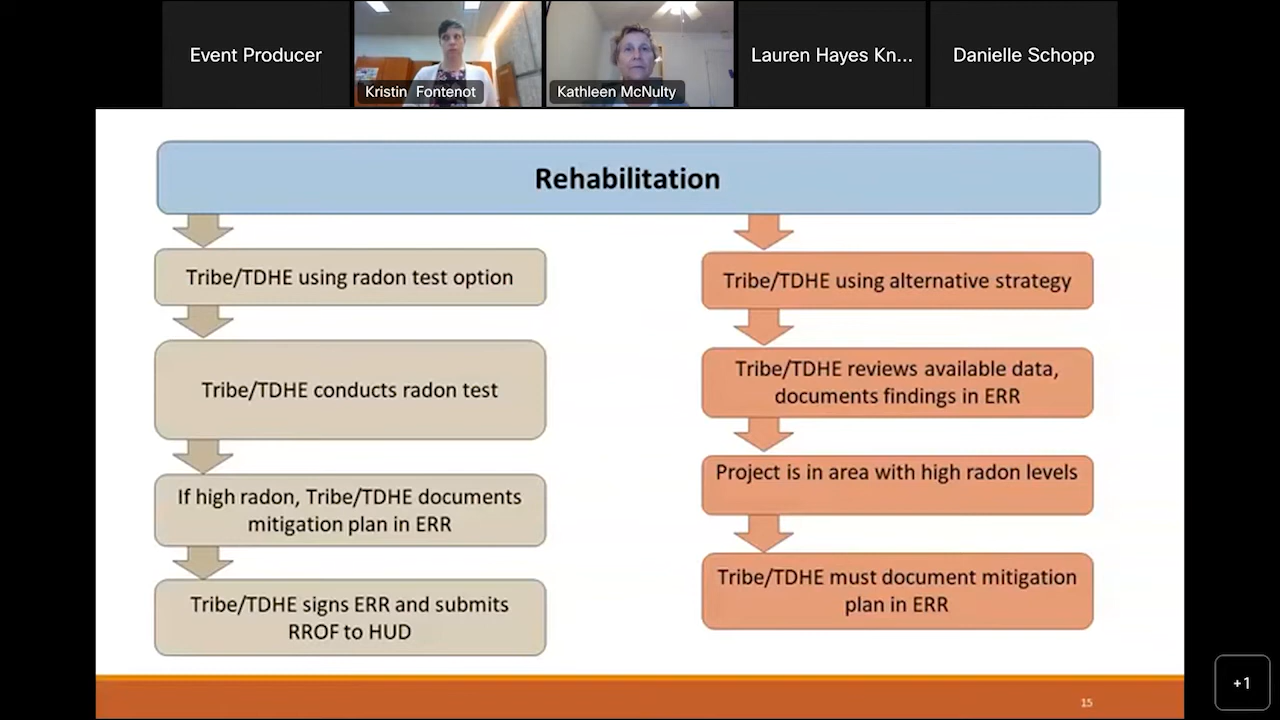 Event Producer
Kristin Fontenot
Kathleen McNulty
Lauren Hayes Kn...
Danielle Schopp
Rehabilitation
Tribe/TDHE using radon test option
Tribe/TDHE conducts radon test
If high radon, Tribe/TDHE documents
mitigation plan in ERR
Tribe/TDHE signs ERR and submits
RROF to HUD
Tribe/TDHE using alternative strategy
Tribe/TDHE reviews available data,
documents findings in ERR
Project is in area with high radon levels
Tribe/TDHE must document mitigation
plan in ERR
15
+1